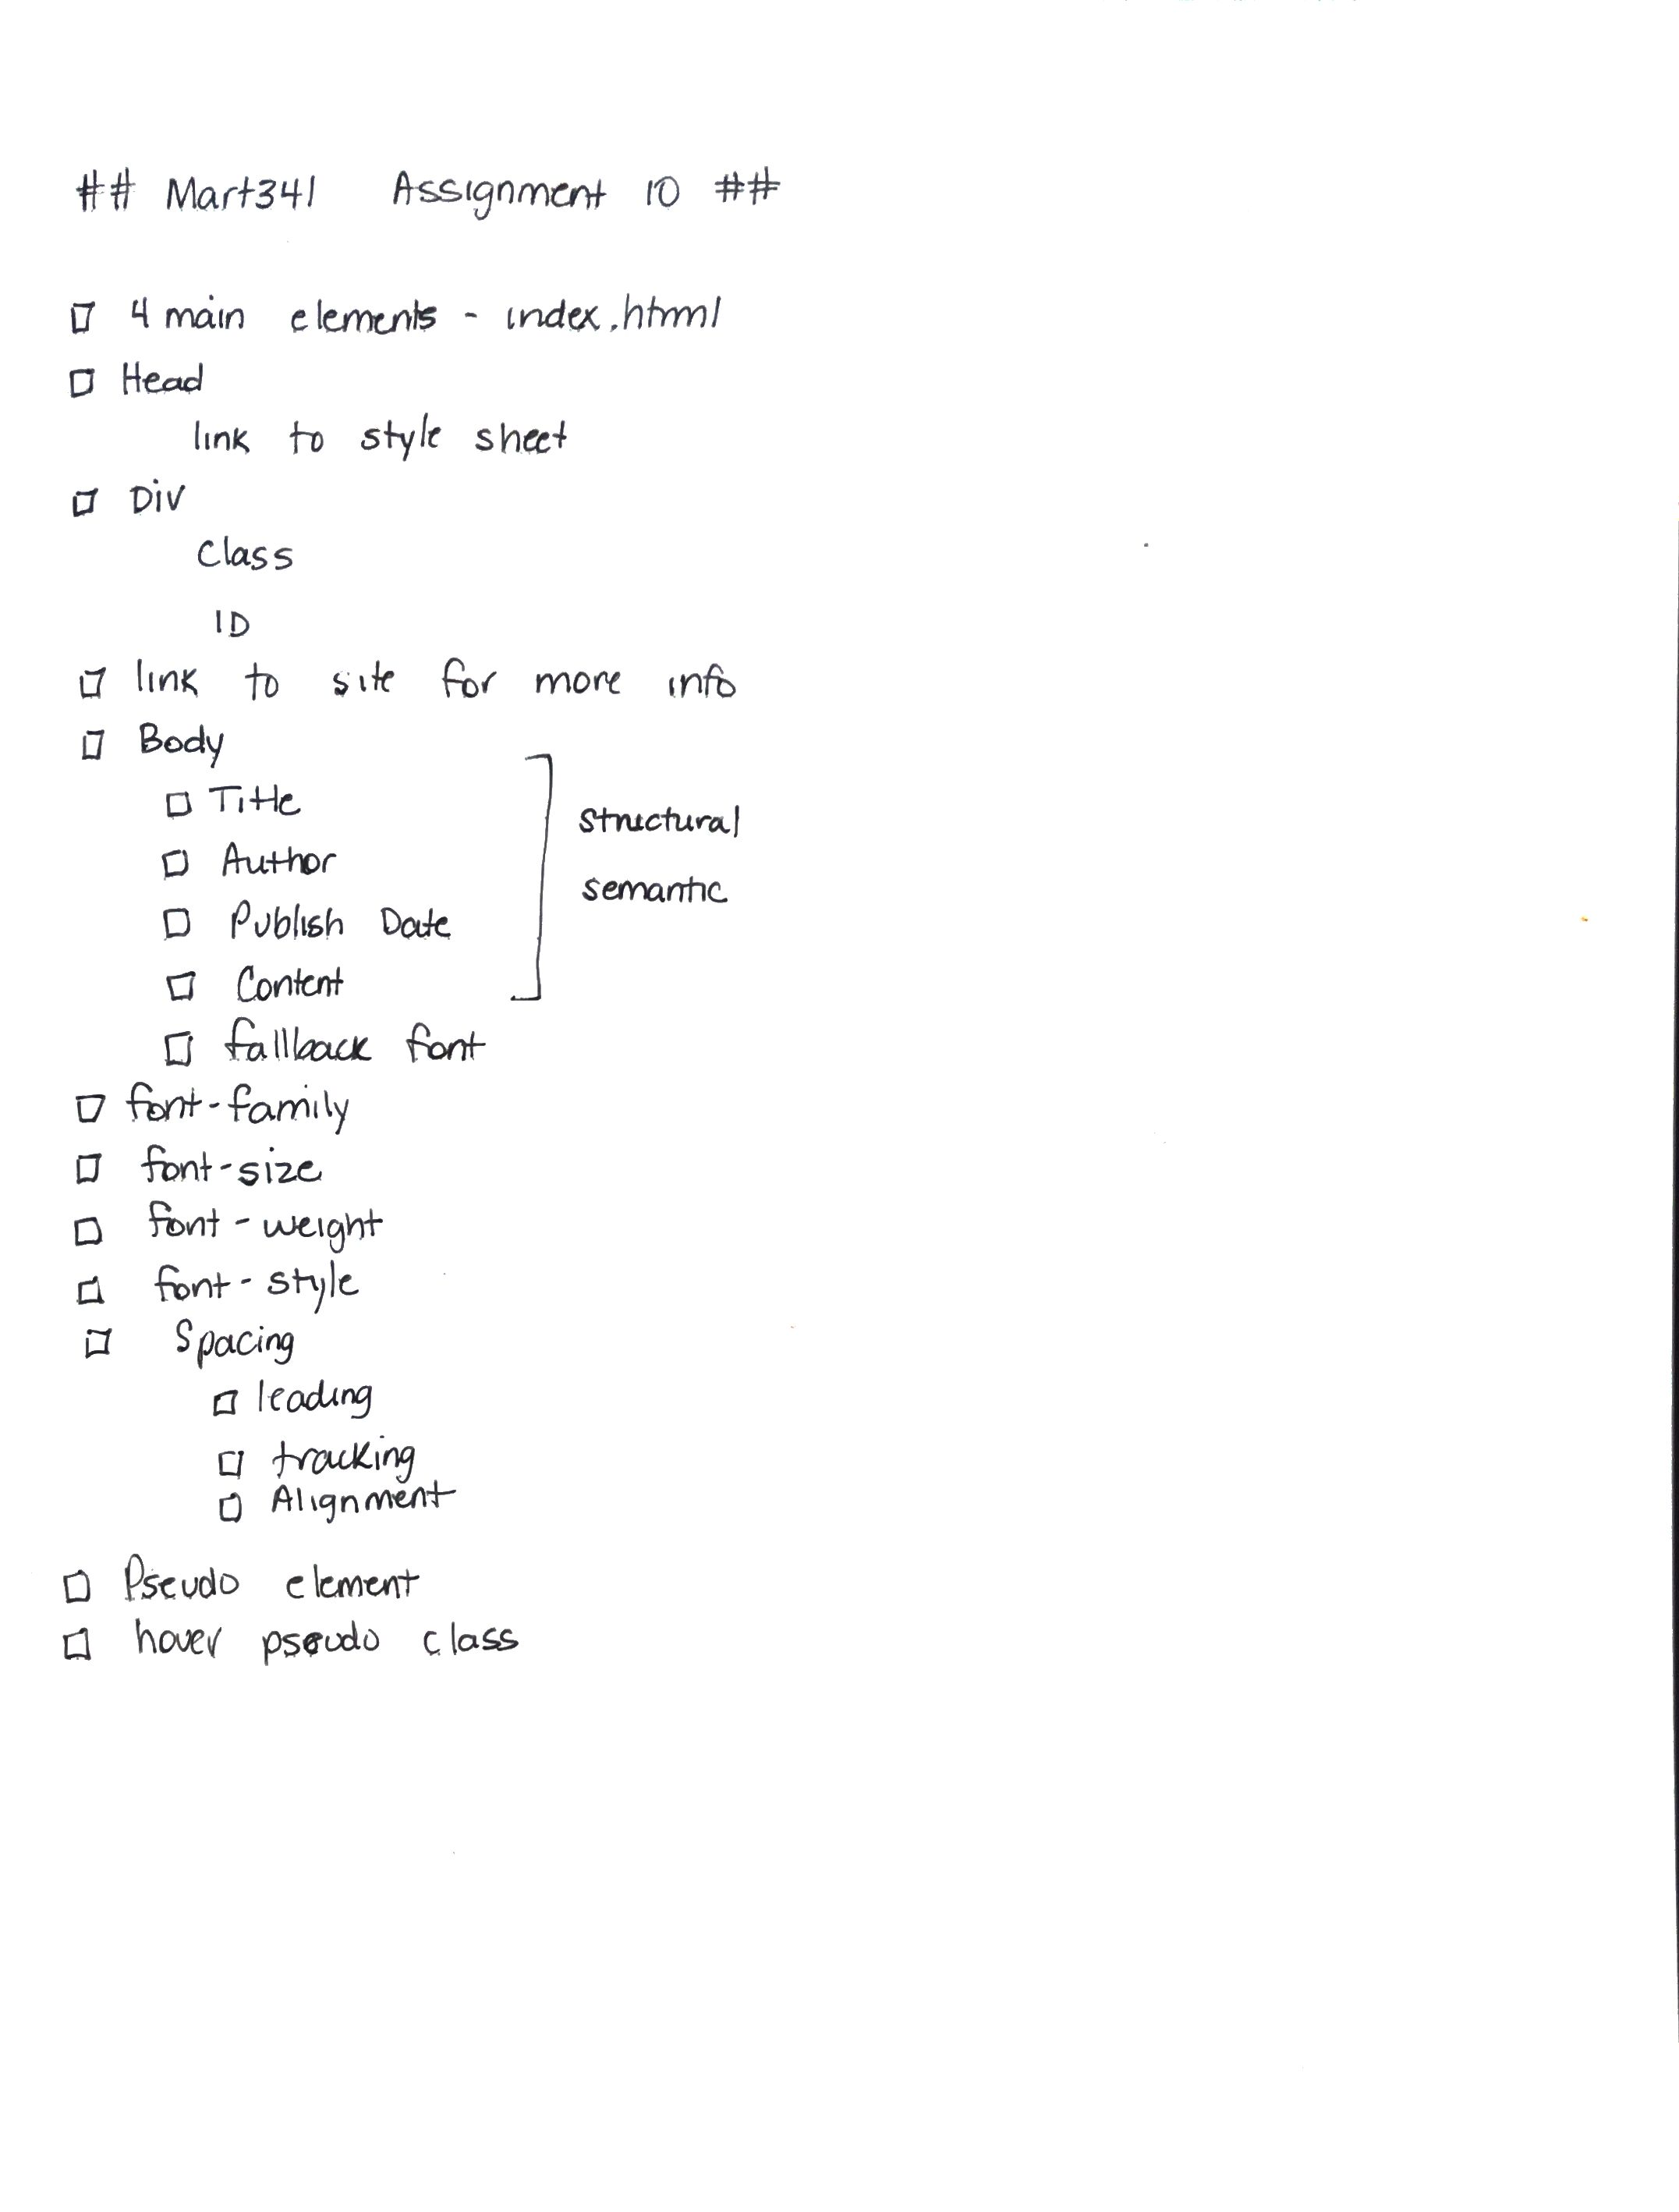 ## Mart341 Assignment 10 ##
☐ 4 main elements - index.html
☐ Head
link to style sheet
☐ Div
Class
ID
☐ link to site for more info
☐ Body
☐ Title
☐ Author
☐ Publish Date
☐ Content
structural
semantic
☐ fallback font
☐ font-family
☐ font-size
☐ font-weight
☐ font-style
☐ Spacing
☐ leading
☐ tracking
☐ Alignment
☐ Pseudo element
☐ hover pseudo class